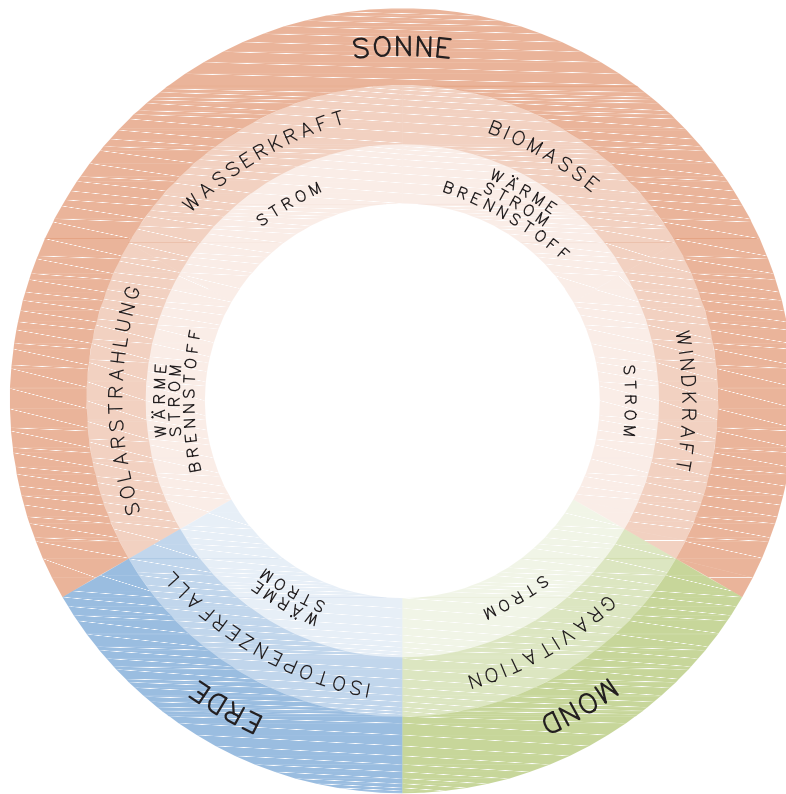 SONNE
WASSERKRAFT
BIOMASSE
STROM
WÄRME
STROM
BRENNSTOFF
SOLARSTRAHLUNG
WÄRME
STROM
BRENNSTOFF
STROM
WINDKRAFT
WÄRME
STROM
ISOTOPENZERFALL
ERDE
STROM
GRAVITATION
MOND